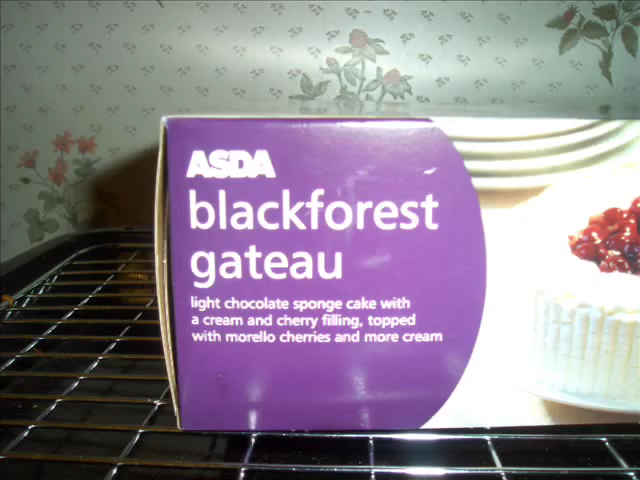 ASDA
blackforest
gateau
light chocolate sponge cake with
a cream and cherry filling, topped
with morello cherries and more cream